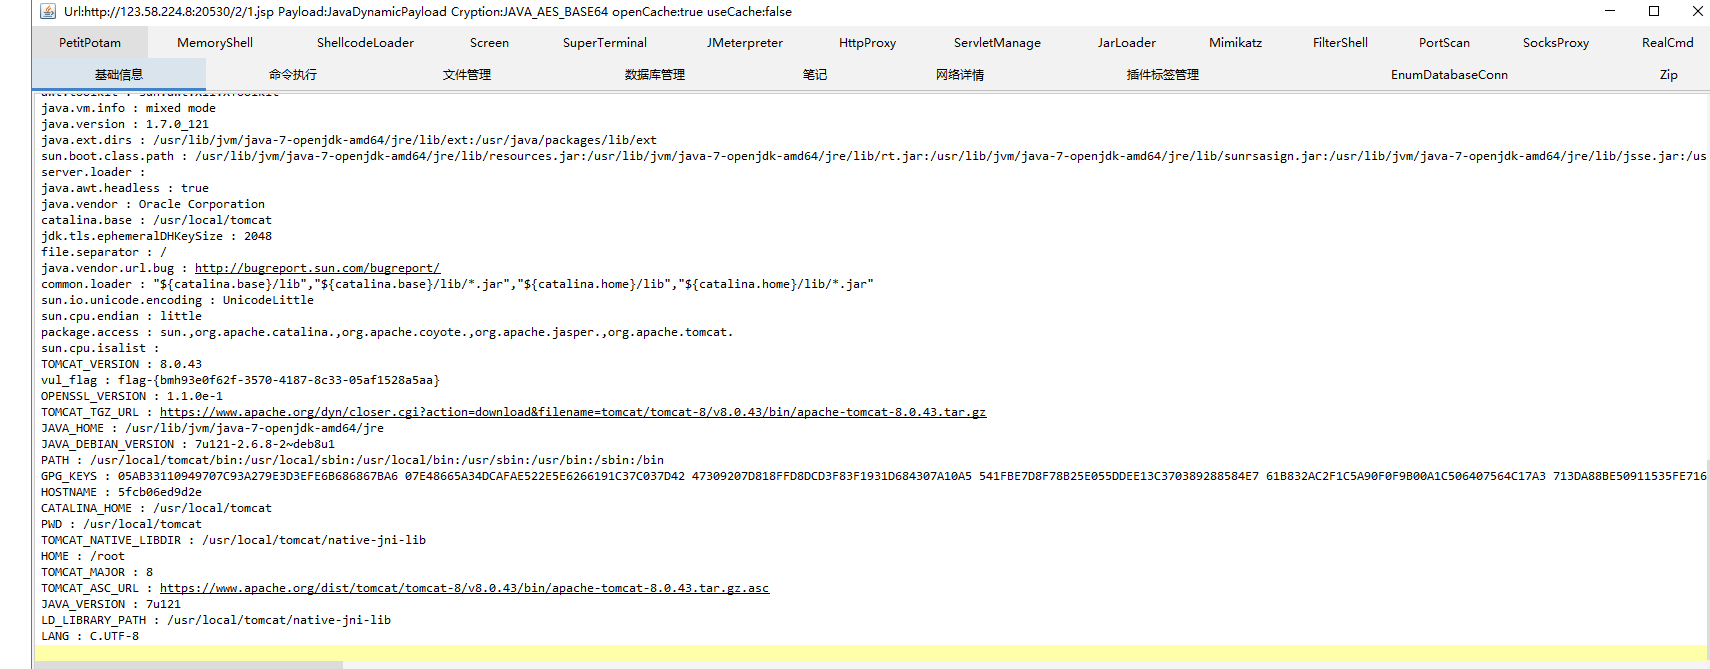 Url:http://123.58.224.8:20530/2/1.jsp Payload:JavaDynamicPayload Cryption:JAVA_AES_BASE64 openCache:true useCache:false
PetitPotam MemoryShell ShellcodeLoader Screen SuperTerminal JMeterpreter HttpProxy ServletManage JarLoader Mimikatz FilterShell PortScan SocksProxy RealCmd
基础信息 命令执行 文件管理 数据库管理 笔记 网络详情 插件标签管理 EnumDatabaseConn Zip
awt.toolkit : sun.awt.X11.XToolkit
java.vm.info : mixed mode
java.version : 1.7.0_121
java.ext.dirs : /usr/lib/jvm/java-7-openjdk-amd64/jre/lib/ext:/usr/java/packages/lib/ext
sun.boot.class.path : /usr/lib/jvm/java-7-openjdk-amd64/jre/lib/resources.jar:/usr/lib/jvm/java-7-openjdk-amd64/jre/lib/rt.jar:/usr/lib/jvm/java-7-openjdk-amd64/jre/lib/sunrsasign.jar:/usr/lib/jvm/java-7-openjdk-amd64/jre/lib/jsse.jar:/us
server.loader :
java.awt.headless : true
java.vendor : Oracle Corporation
catalina.base : /usr/local/tomcat
jdk.tls.ephemeralDHKeySize : 2048
file.separator : /
java.vendor.url.bug : http://bugreport.sun.com/bugreport/
common.loader : "${catalina.base}/lib","${catalina.base}/lib/*.jar","${catalina.home}/lib","${catalina.home}/lib/*.jar"
sun.io.unicode.encoding : UnicodeLittle
sun.cpu.endian : little
package.access : sun.,org.apache.catalina.,org.apache.coyote.,org.apache.jasper.,org.apache.tomcat.
sun.cpu.isalist :
TOMCAT_VERSION : 8.0.43
vul_flag : flag-{bmh93e0f62f-3570-4187-8c33-05af1528a5aa}
OPENSSL_VERSION : 1.1.0e-1
TOMCAT_TGZ_URL : https://www.apache.org/dyn/closer.cgi?action=download&filename=tomcat/tomcat-8/v8.0.43/bin/apache-tomcat-8.0.43.tar.gz
JAVA_HOME : /usr/lib/jvm/java-7-openjdk-amd64/jre
JAVA_DEBIAN_VERSION : 7u121-2.6.8-2~deb8u1
PATH : /usr/local/tomcat/bin:/usr/local/sbin:/usr/local/bin:/usr/sbin:/usr/bin:/sbin:/bin
GPG_KEYS : 05AB33110949707C93A279E3D3EFE6B686867BA6 07E48665A34DCAFAE522E5E6266191C37C037D42 47309207D818FFD8DCD3F83F1931D684307A10A5 541FBE7D8F78B25E055DDEE13C370389288584E7 61B832AC2F1C5A90F0F9B00A1C506407564C17A3 713DA88BE50911535FE716
HOSTNAME : 5fcb06ed9d2e
CATALINA_HOME : /usr/local/tomcat
PWD : /usr/local/tomcat
TOMCAT_NATIVE_LIBDIR : /usr/local/tomcat/native-jni-lib
HOME : /root
TOMCAT_MAJOR : 8
TOMCAT_ASC_URL : https://www.apache.org/dist/tomcat/tomcat-8/v8.0.43/bin/apache-tomcat-8.0.43.tar.gz.asc
JAVA_VERSION : 7u121
LD_LIBRARY_PATH : /usr/local/tomcat/native-jni-lib
LANG : C.UTF-8